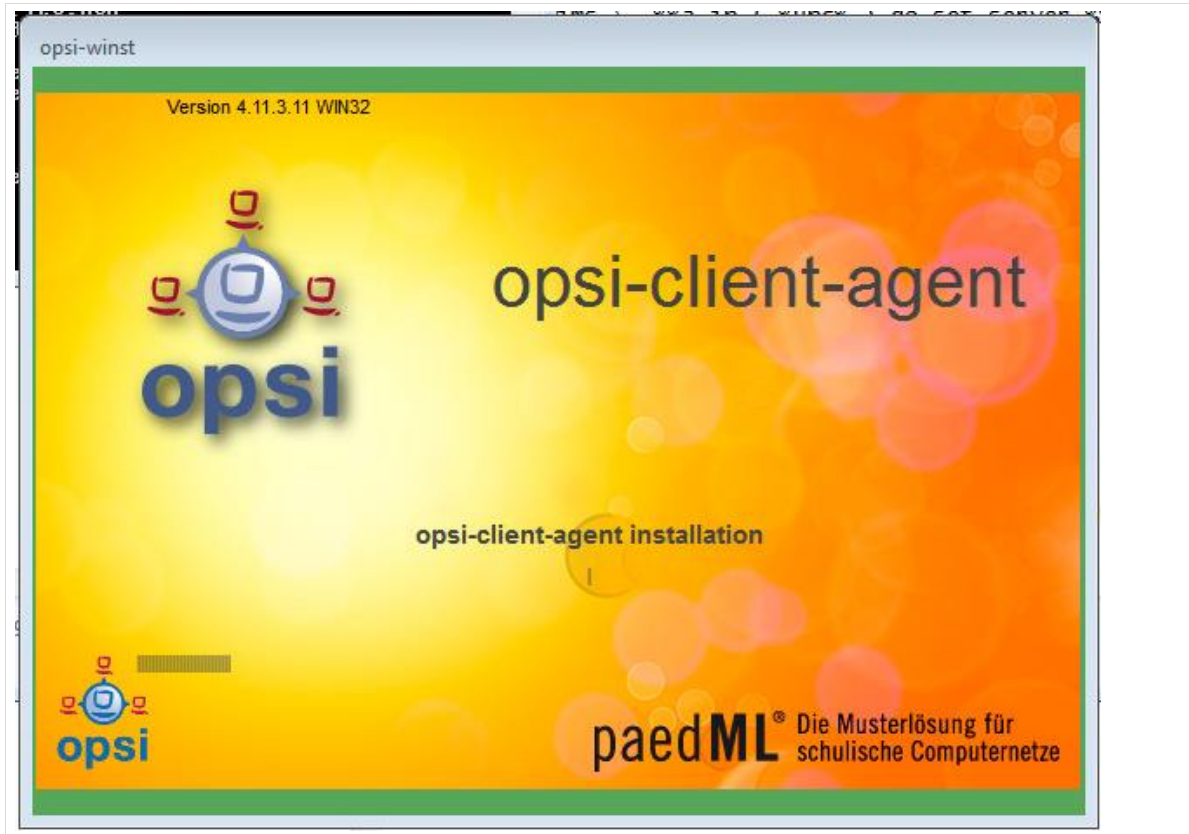 opsi-winst
Version 4.11.3.11 WIN32
opsi
opsi-client-agent
opsi-client-agent installation
opsi
paedML® Die Musterlösung für
schulische Computernetze